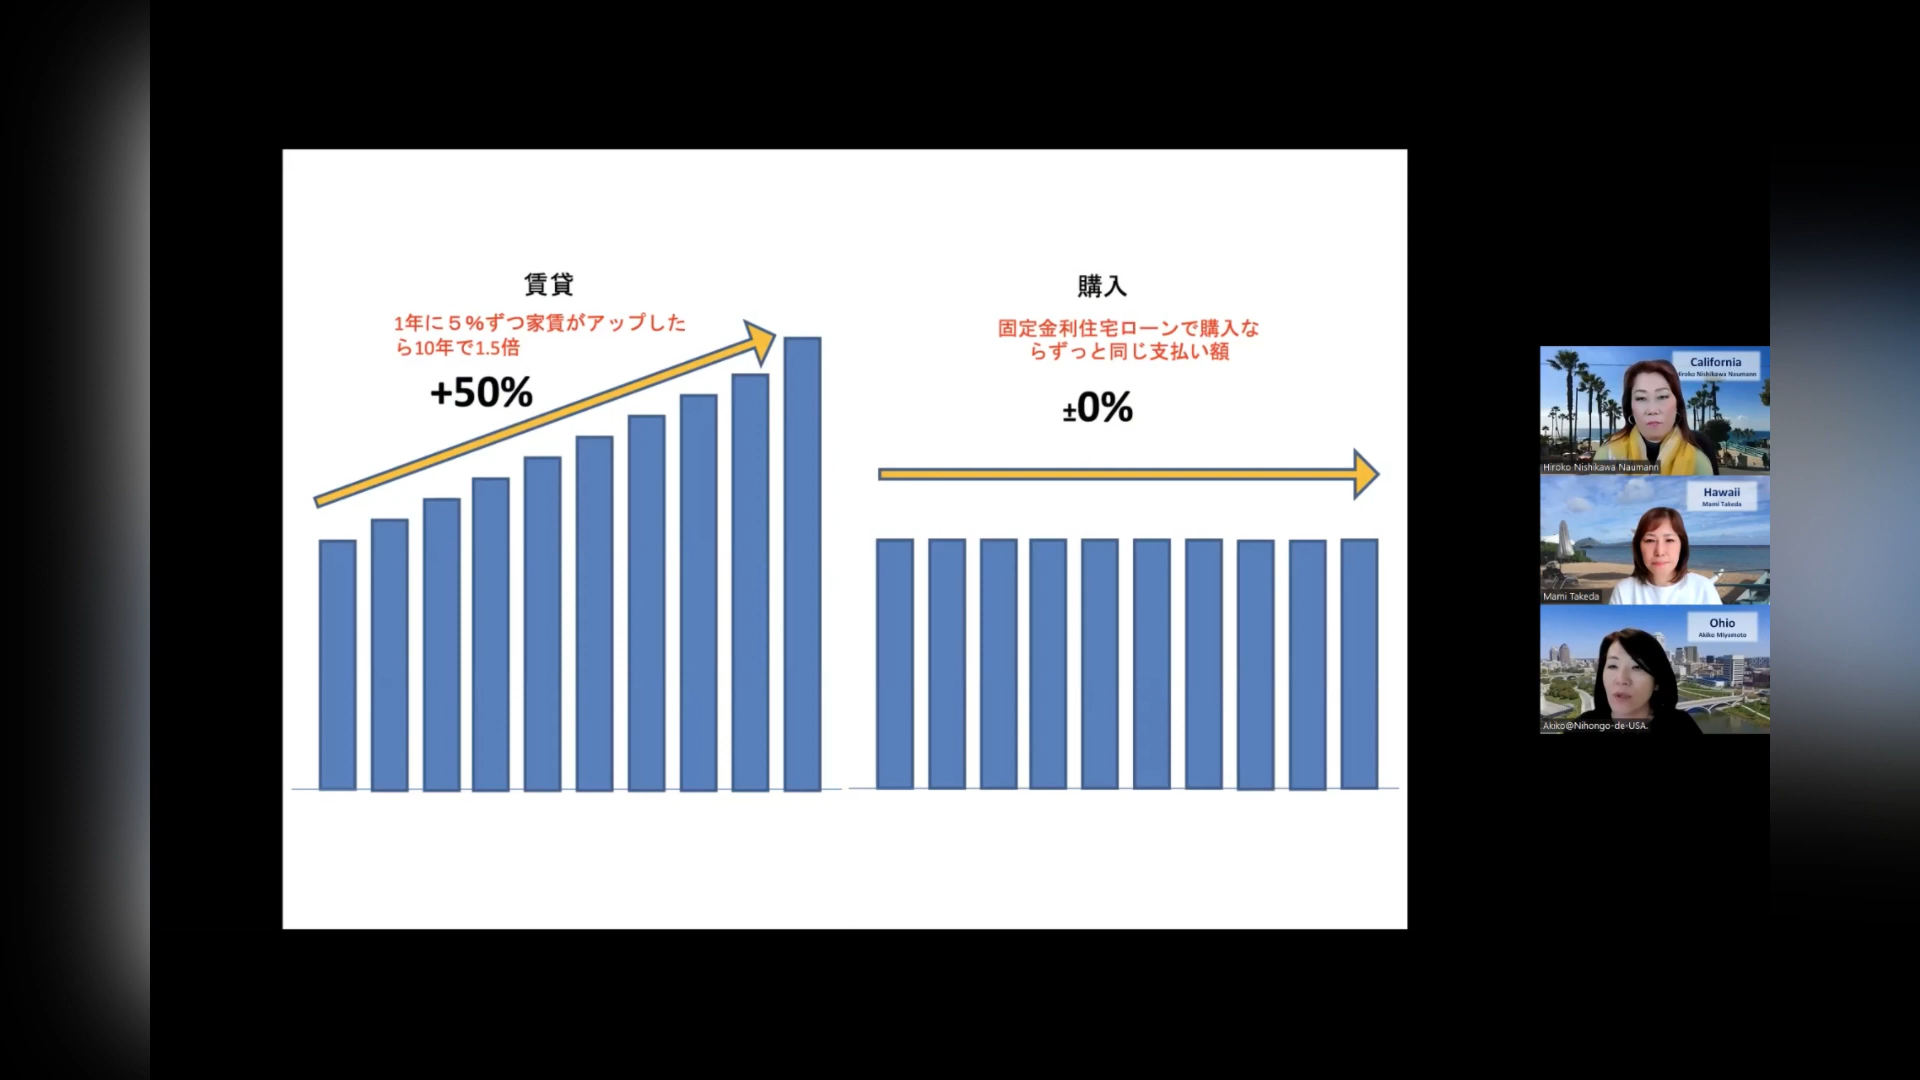 賃貸
1年に５%ずつ家賃がアップした
ら10年で1.5倍
+50%
購入
固定金利住宅ローンで購入な
らずっと同じ支払い額
±0%
California
Hiroko Nishikawa Naumann
Hiroko Nishikawa Naumann
Hawaii
Mami Takeda
Mami Takeda
Ohio
Akiko Miyamoto
Akiko@Nihongo-de-USA.